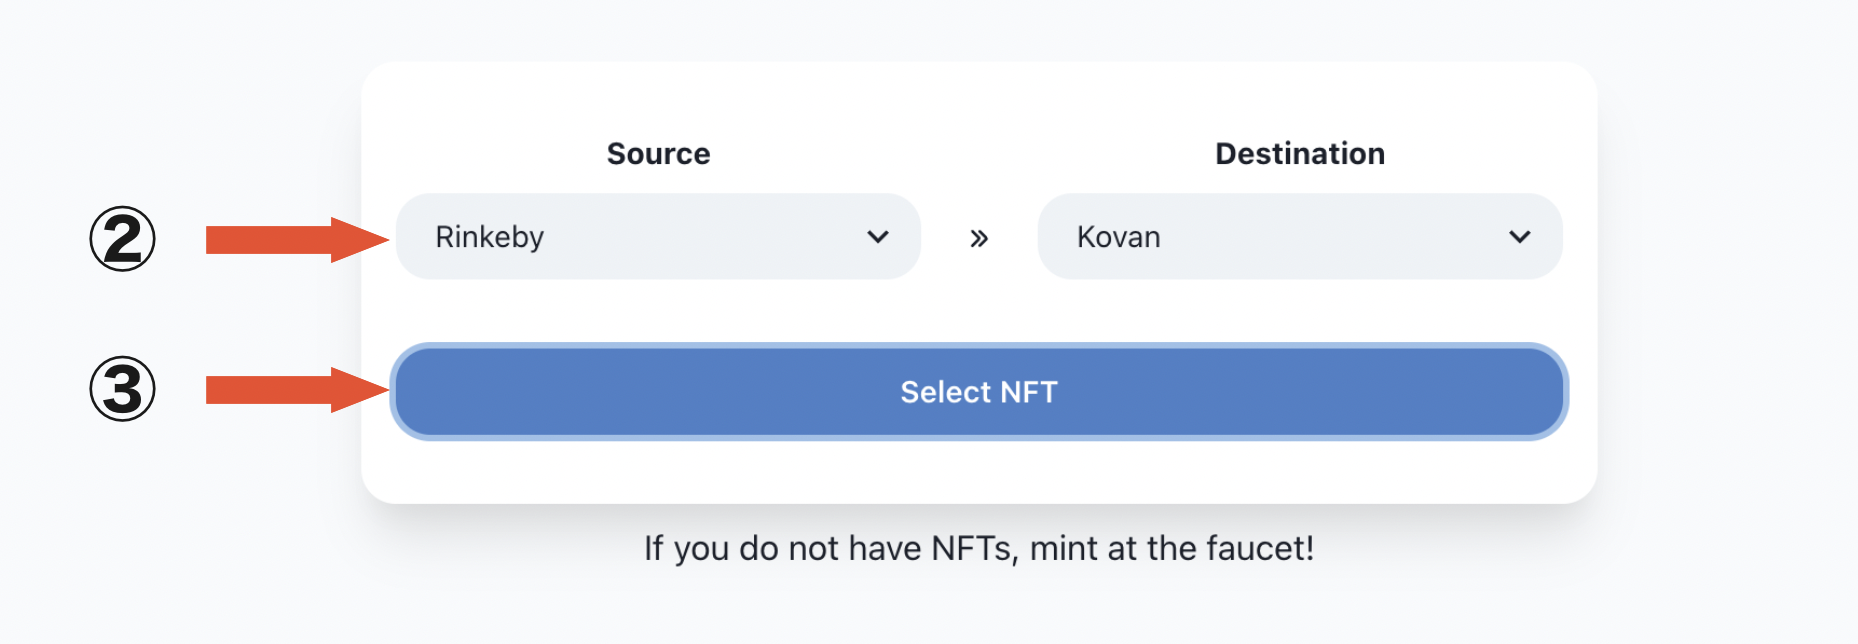 Source
Destination
② Rinkeby » Kovan
③ Select NFT
If you do not have NFTs, mint at the faucet!